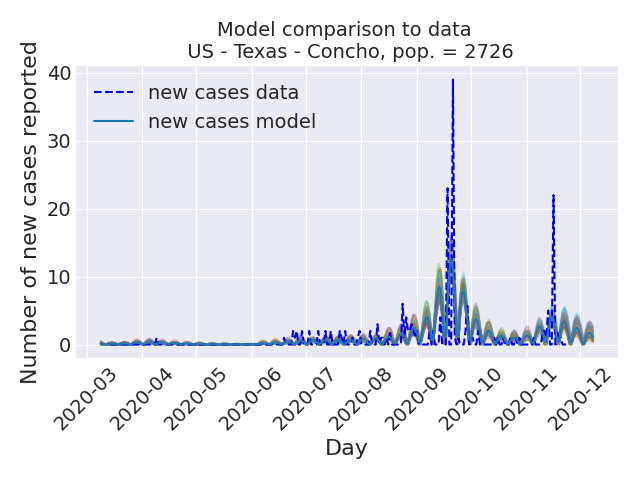 Model comparison to data
US - Texas - Concho, pop. = 2726
Number of new cases reported
40
30
20
10
0
new cases data
new cases model
2020-03
2020-04
2020-05
2020-06
2020-07
2020-08
2020-09
2020-10
2020-11
2020-12
Day